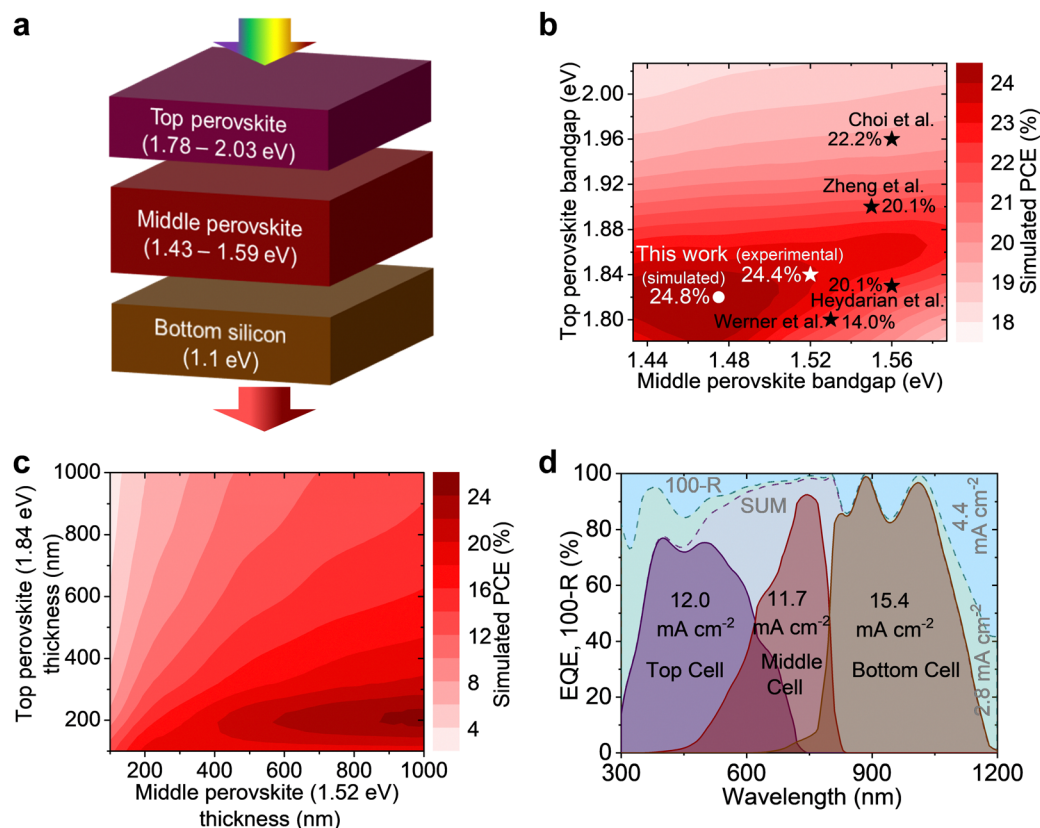 a
Top perovskite
(1.78 – 2.03 eV)
Middle perovskite
(1.43 – 1.59 eV)
Bottom silicon
(1.1 eV)
b
Top perovskite bandgap (eV)
2.00
1.96
1.92
1.88
1.84
1.80
Choi et al.
22.2%
Zheng et al.
20.1%
This work (experimental)
24.4%
(simulated)
24.8%
20.1%
Heydarian et al.
Werner et al. 14.0%
1.44 1.48 1.52 1.56
Middle perovskite bandgap (eV)
24
23
22
21
20
19
18
Simulated PCE (%)
c
Top perovskite (1.84 eV)
thickness (nm)
1000
800
600
400
200
200 400 600 800 1000
Middle perovskite (1.52 eV)
thickness (nm)
24
20
16
12
8
4
Simulated PCE (%)
d
EQE, 100-R (%)
100
80
60
40
20
0
100-R
SUM
12.0
mA cm⁻²
Top Cell
11.7
mA cm⁻²
Middle
Cell
15.4
mA cm⁻²
Bottom Cell
4.4
mA cm⁻²
2.8 mA cm⁻²
300 600 900 1200
Wavelength (nm)